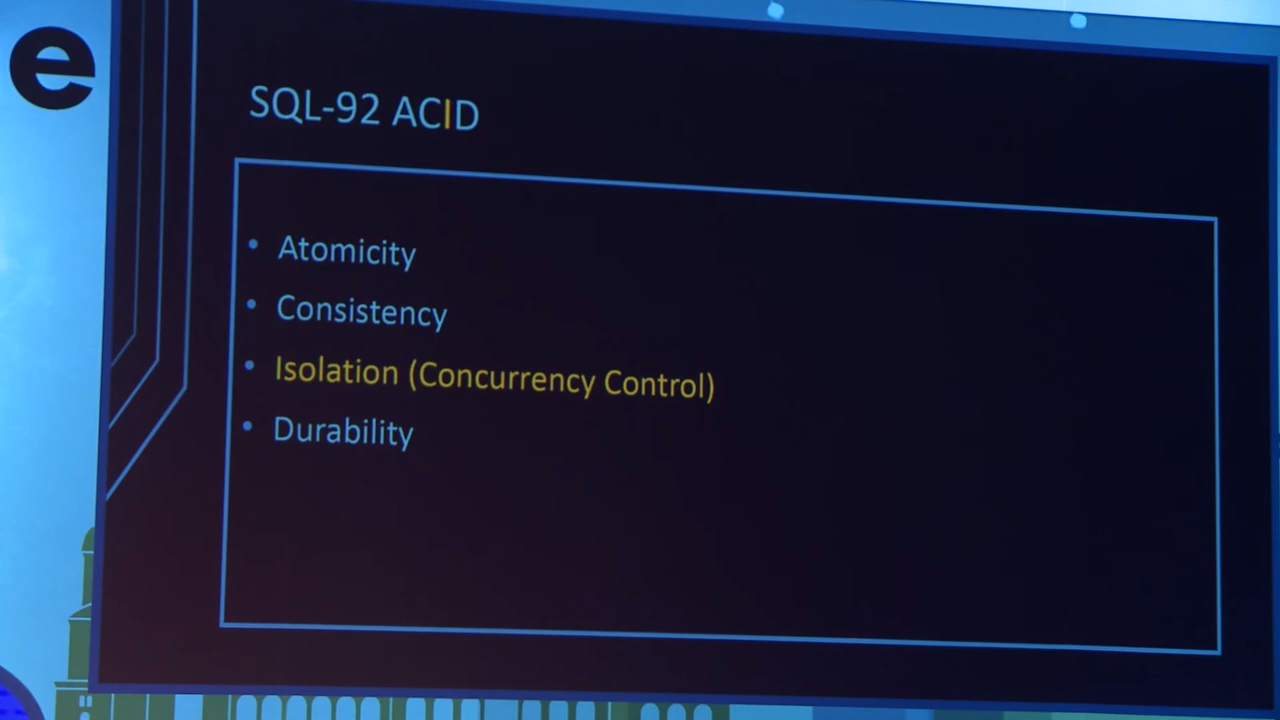 e
SQL-92 ACID
• Atomicity
• Consistency
• Isolation (Concurrency Control)
• Durability